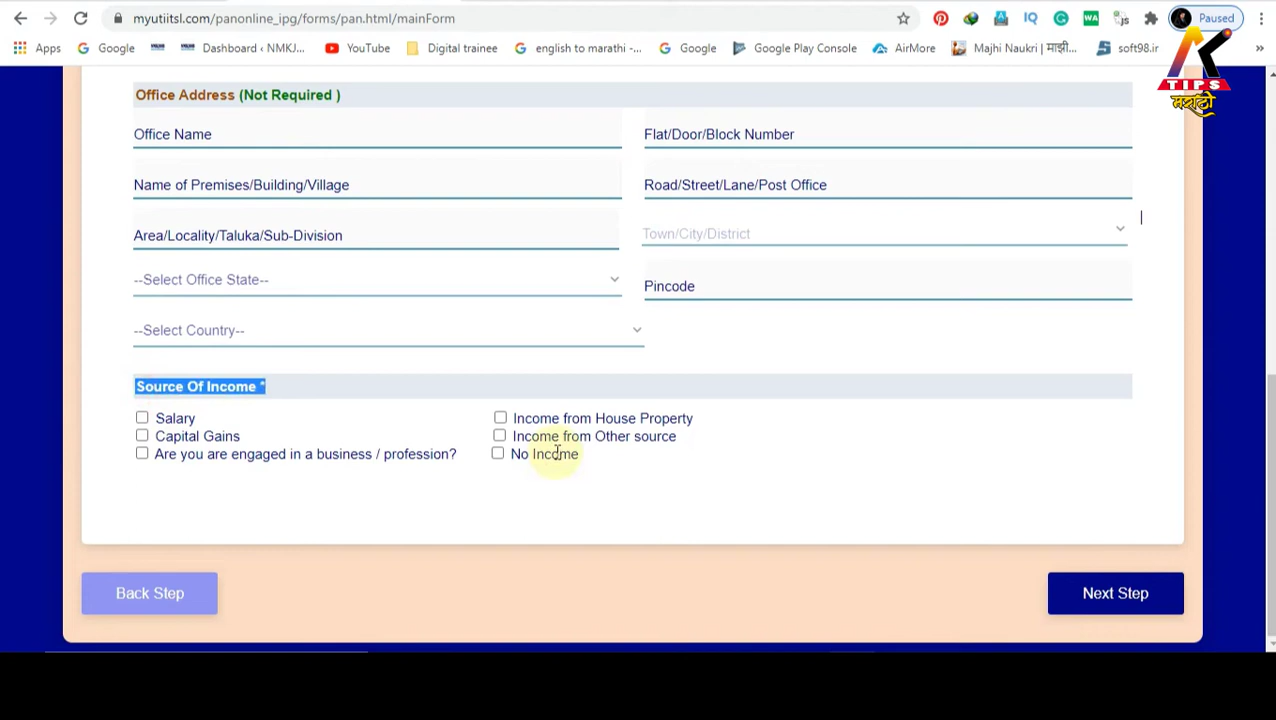 myutiitsl.com/panonline_ipg/forms/pan.html/mainForm
IQ
WA
Paused
Apps
Google
Dashboard ‹ NMKJ...
YouTube
Digital trainee
english to marathi -...
Google
Google Play Console
AirMore
Majhi Naukri | माझी...
soft98.ir
»
K
TIPS
मराठी
Office Address (Not Required )
Office Name
Flat/Door/Block Number
Name of Premises/Building/Village
Road/Street/Lane/Post Office
Area/Locality/Taluka/Sub-Division
Town/City/District
--Select Office State--
Pincode
--Select Country--
Source Of Income *
Salary
Income from House Property
Capital Gains
Income from Other source
Are you are engaged in a business / profession?
No Income
Back Step
Next Step